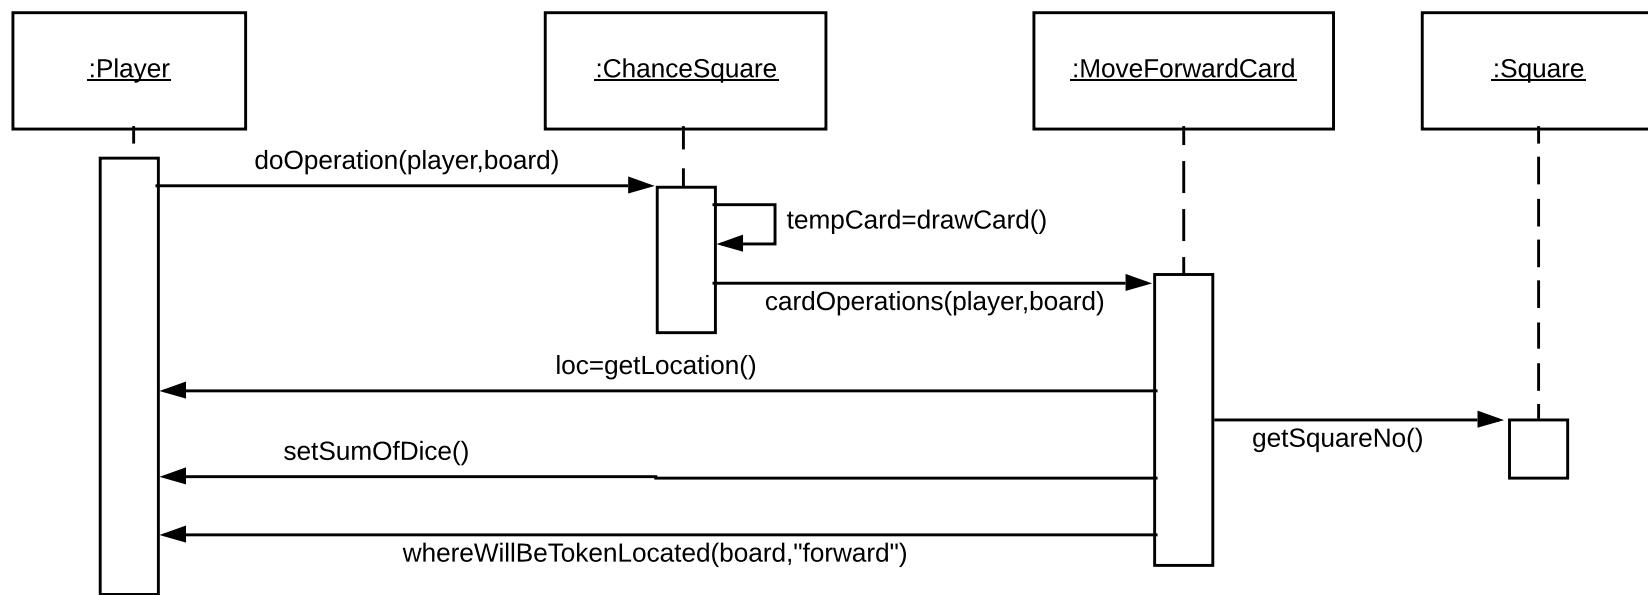 :Player
:ChanceSquare
:MoveForwardCard
:Square
doOperation(player,board)
tempCard=drawCard()
cardOperations(player,board)
loc=getLocation()
getSquareNo()
setSumOfDice()
whereWillBeTokenLocated(board,"forward")